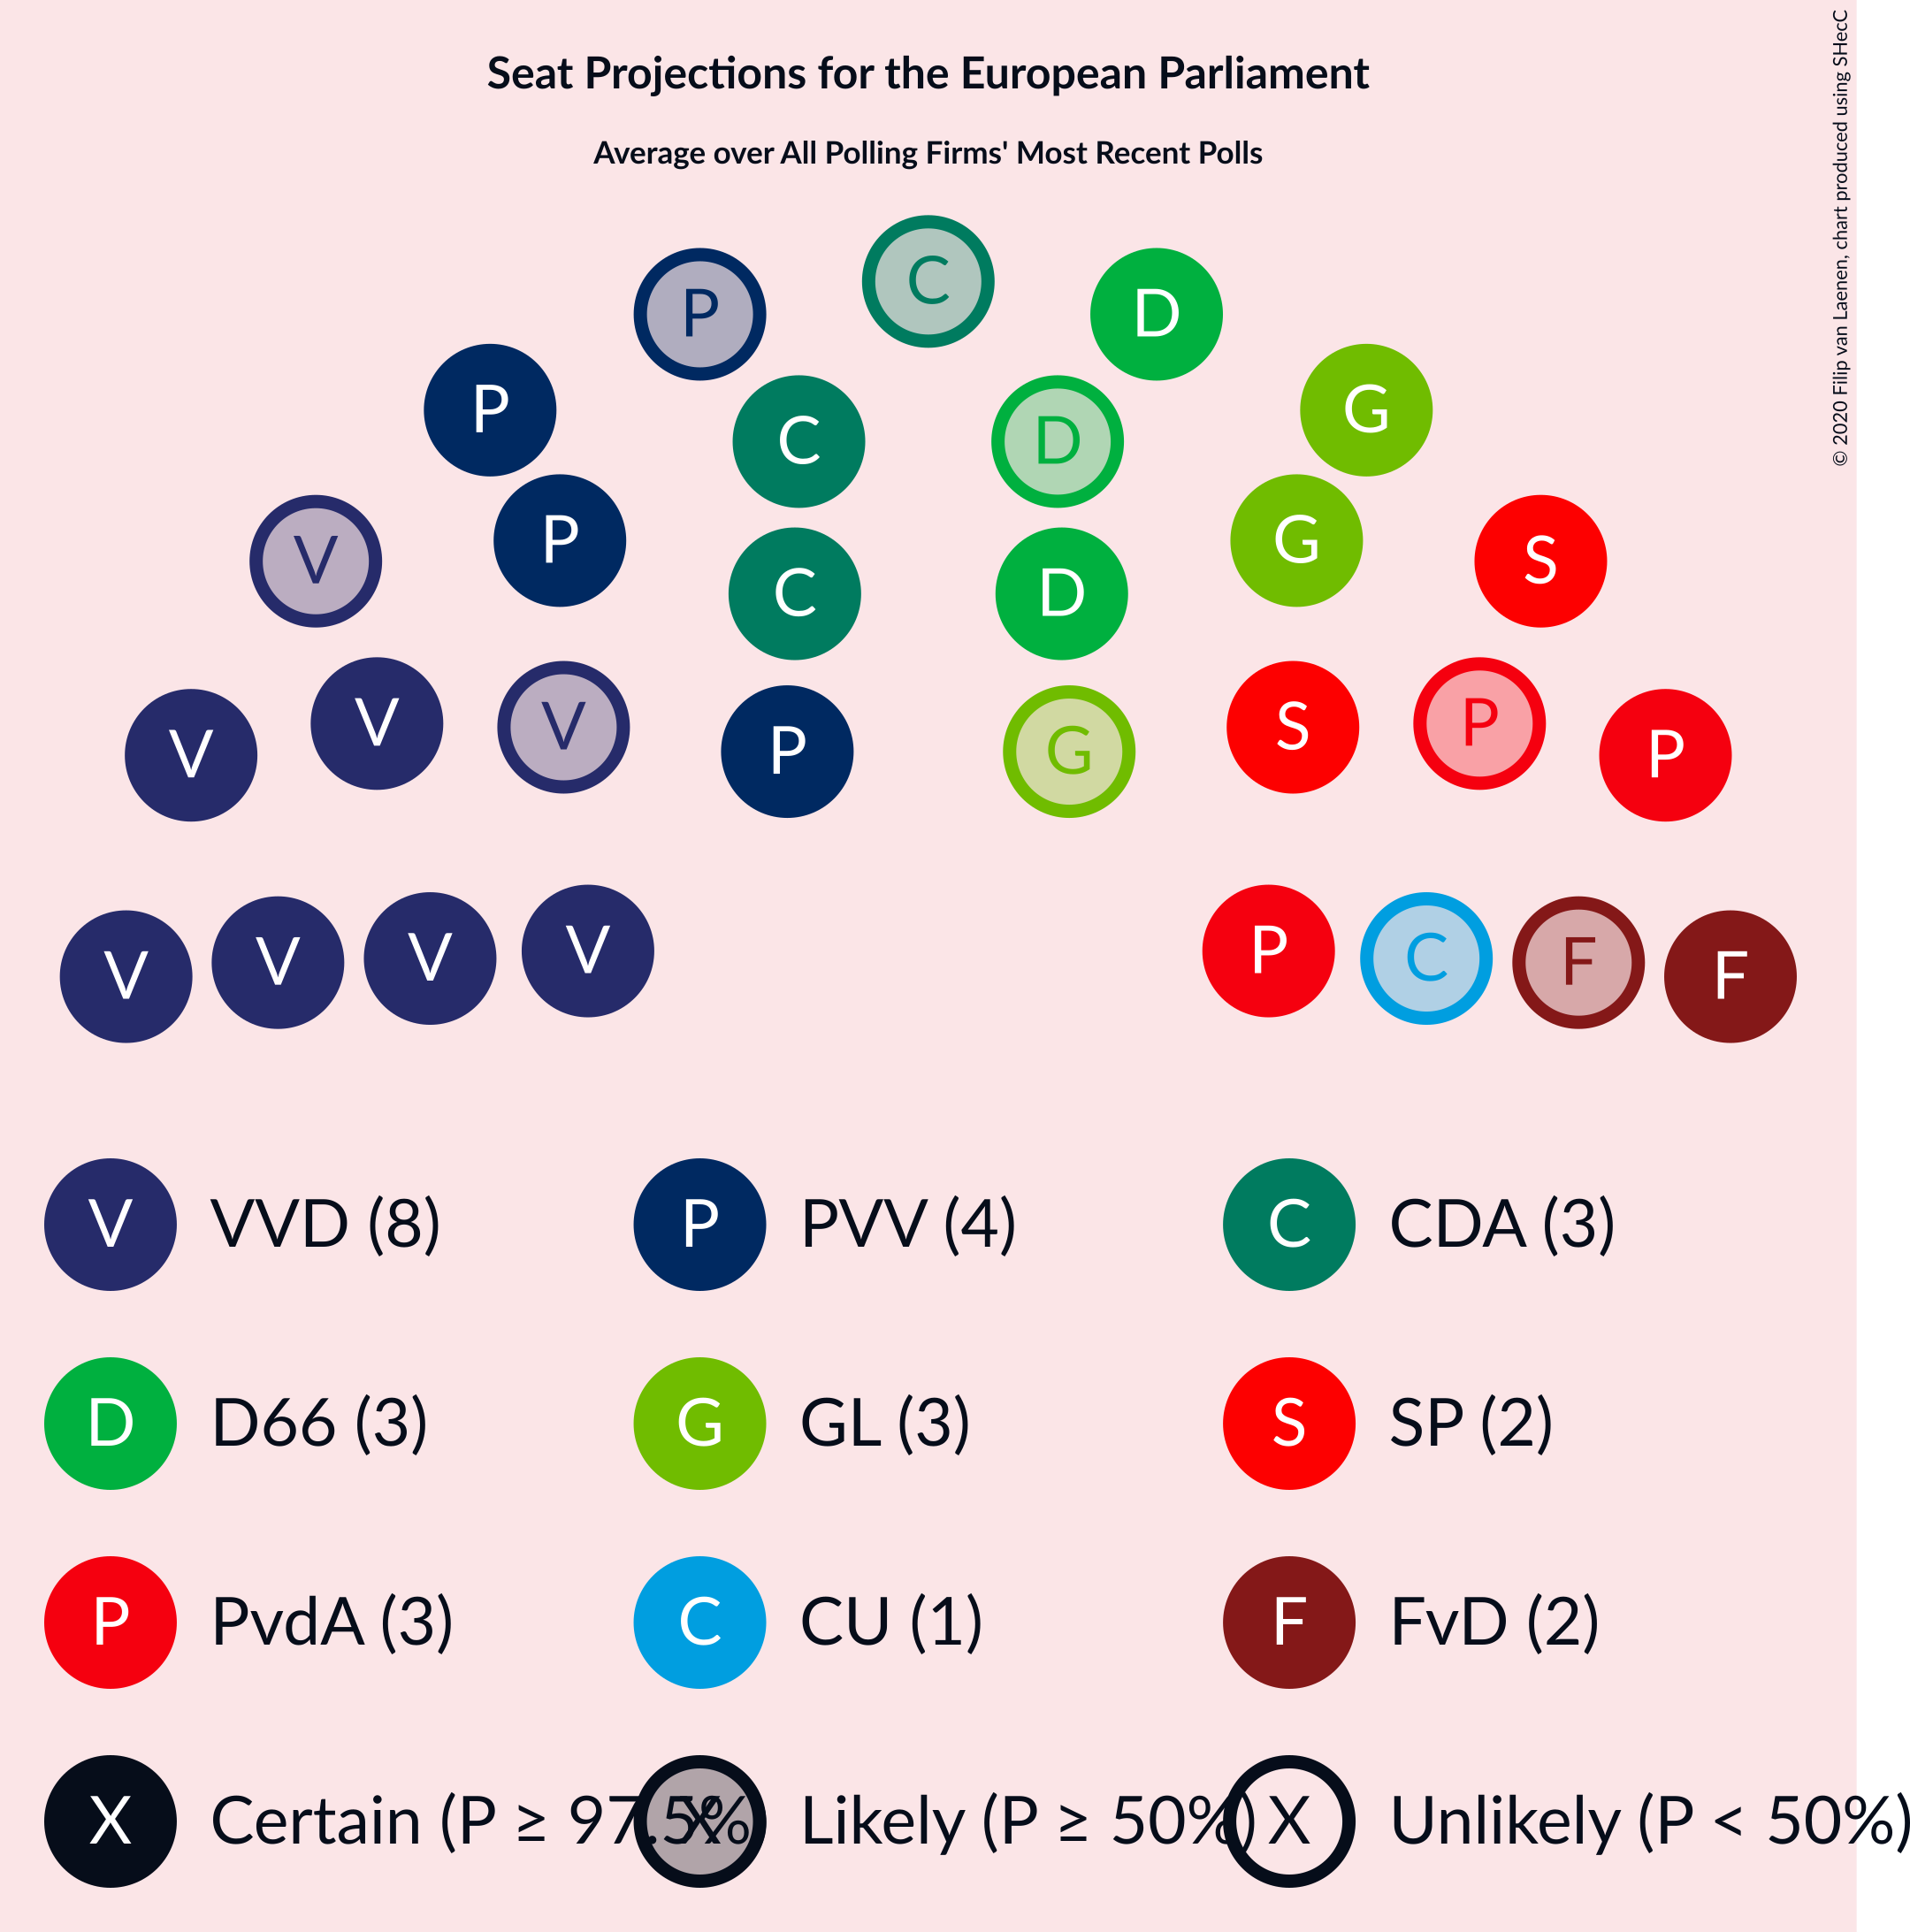 Seat Projections for the European Parliament
Average over All Polling Firms' Most Recent Polls
© 2020 Filip van Laenen, chart produced using SHecC
C
P D
P G
C D
P G
V S
C D
V V P
V P G S P
V V V V P C F F
V VVD (8) P PVV (4) C CDA (3)
D D66 (3) G GL (3) S SP (2)
P PvdA (3) C CU (1) F FvD (2)
X Certain (P ≥ 97.5% X Likely (P ≥ 50%) X Unlikely (P < 50%)